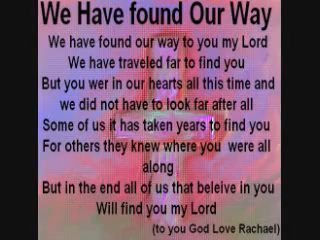 We Have found Our Way
We have found our way to you my Lord
We have traveled far to find you
But you wer in our hearts all this time and
we did not have to look far after all
Some of us it has taken years to find you
For others they knew where you  were all
along
But in the end all of us that beleive in you
Will find you my Lord
(to you God Love Rachael)